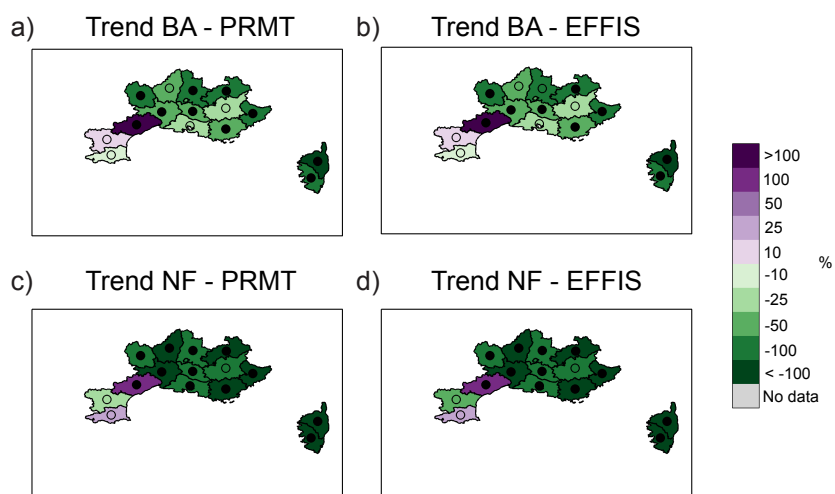 a) Trend BA - PRMT
b) Trend BA - EFFIS
>100
100
50
25
10
-10
-25
-50
-100
< -100
No data
%
c) Trend NF - PRMT
d) Trend NF - EFFIS